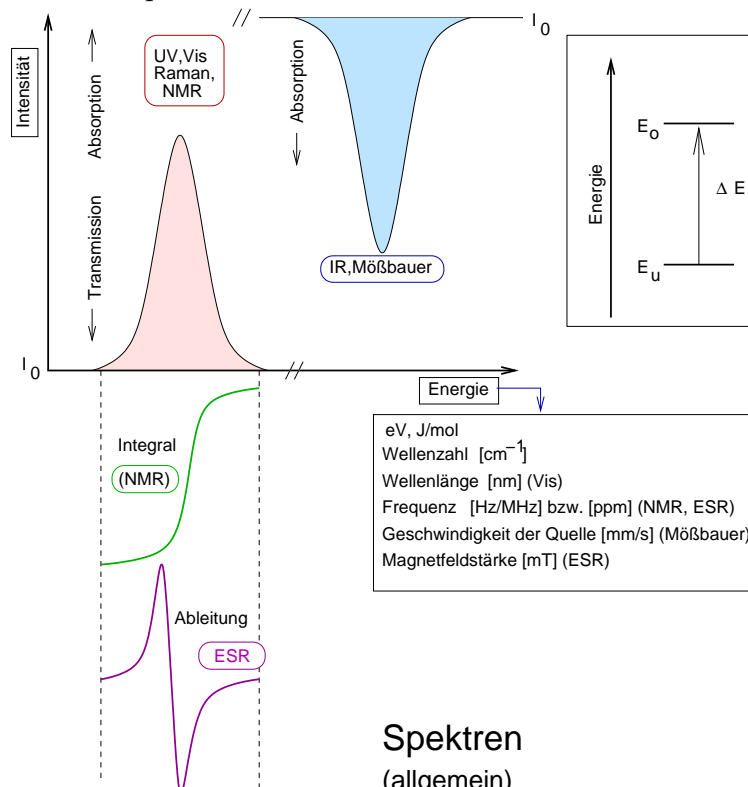 //
I0
Intensität
Absorption
UV,Vis
Raman,
NMR
Absorption
Transmission
IR,Mößbauer
Energie
Eo
Δ E
Eu
I0
//
Energie
Integral
(NMR)
eV, J/mol
Wellenzahl [cm−1]
Wellenlänge [nm] (Vis)
Frequenz [Hz/MHz] bzw. [ppm] (NMR, ESR)
Geschwindigkeit der Quelle [mm/s] (Mößbauer)
Magnetfeldstärke [mT] (ESR)
Ableitung
ESR
Spektren
(allgemein)